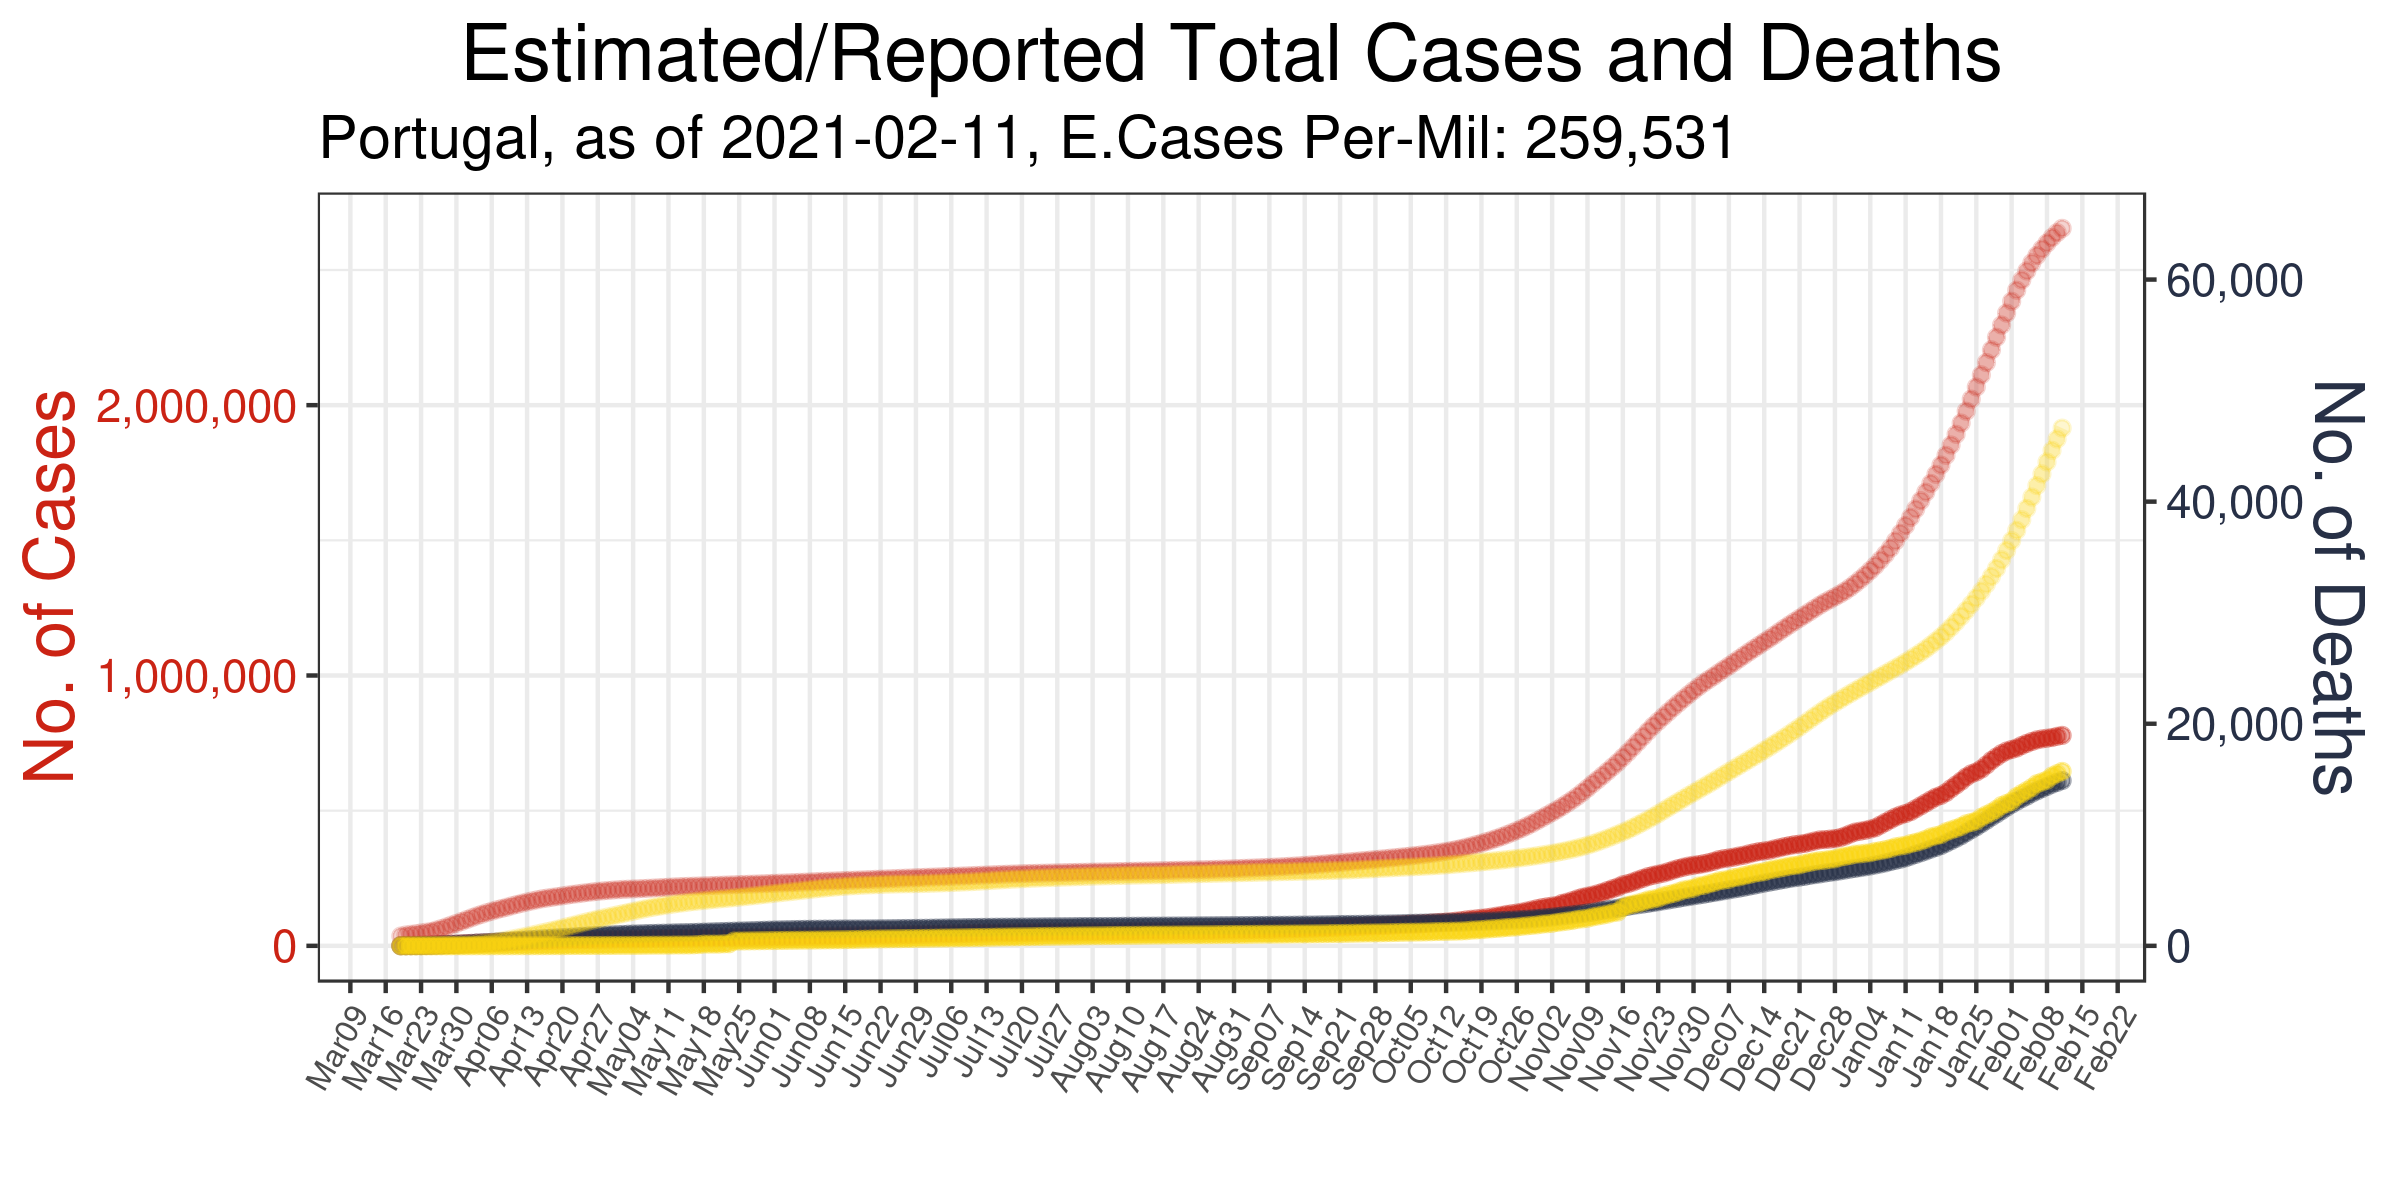 Estimated/Reported Total Cases and Deaths
Portugal, as of 2021-02-11, E.Cases Per-Mil: 259,531
No. of Cases
2,000,000
1,000,000
0
60,000
40,000
20,000
0
No. of Deaths
Mar09
Mar16
Mar23
Mar30
Apr06
Apr13
Apr20
Apr27
May04
May11
May18
May25
Jun01
Jun08
Jun15
Jun22
Jun29
Jul06
Jul13
Jul20
Jul27
Aug03
Aug10
Aug17
Aug24
Aug31
Sep07
Sep14
Sep21
Sep28
Oct05
Oct12
Oct19
Oct26
Nov02
Nov09
Nov16
Nov23
Nov30
Dec07
Dec14
Dec21
Dec28
Jan04
Jan11
Jan18
Jan25
Feb01
Feb08
Feb15
Feb22